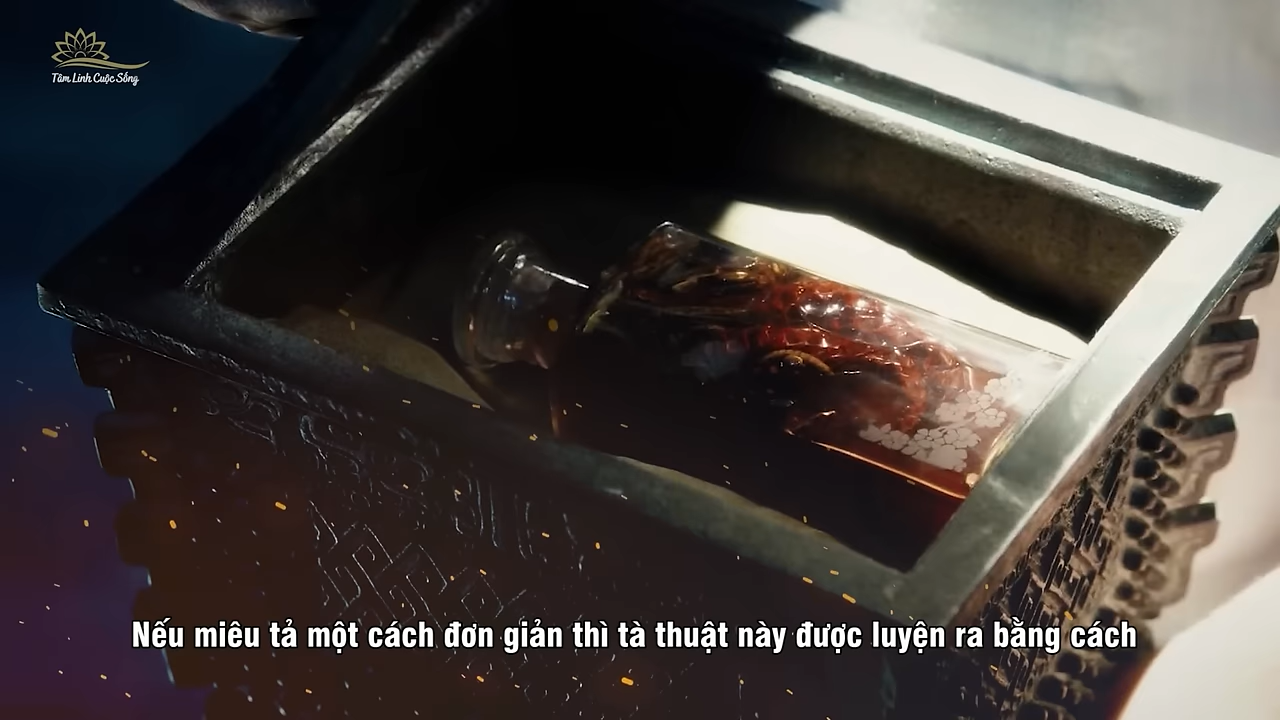 Tâm Linh Cuộc Sống
Nếu miêu tả một cách đơn giản thì tà thuật này được luyện ra bằng cách